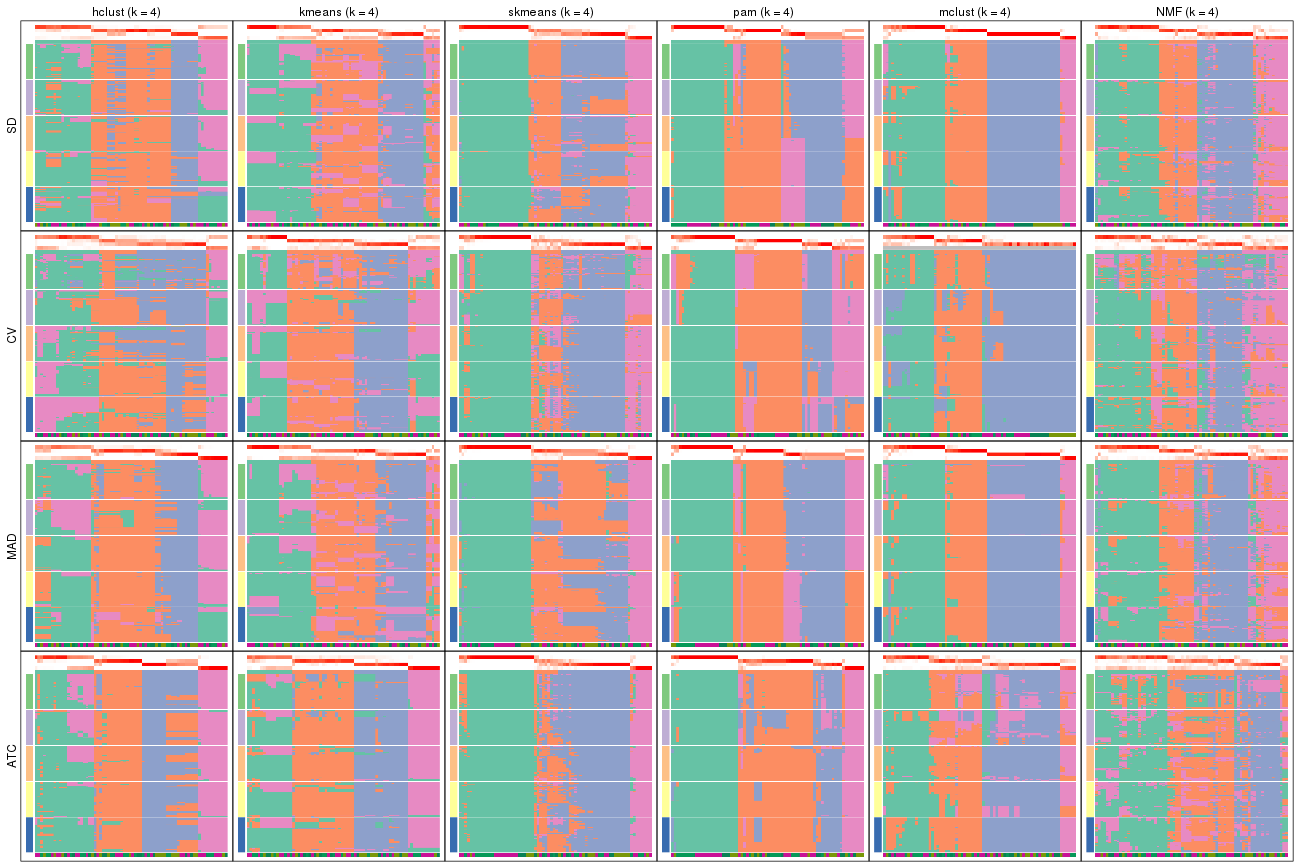 hclust (k = 4)
kmeans (k = 4)
skmeans (k = 4)
pam (k = 4)
mclust (k = 4)
NMF (k = 4)
SD
CV
MAD
ATC